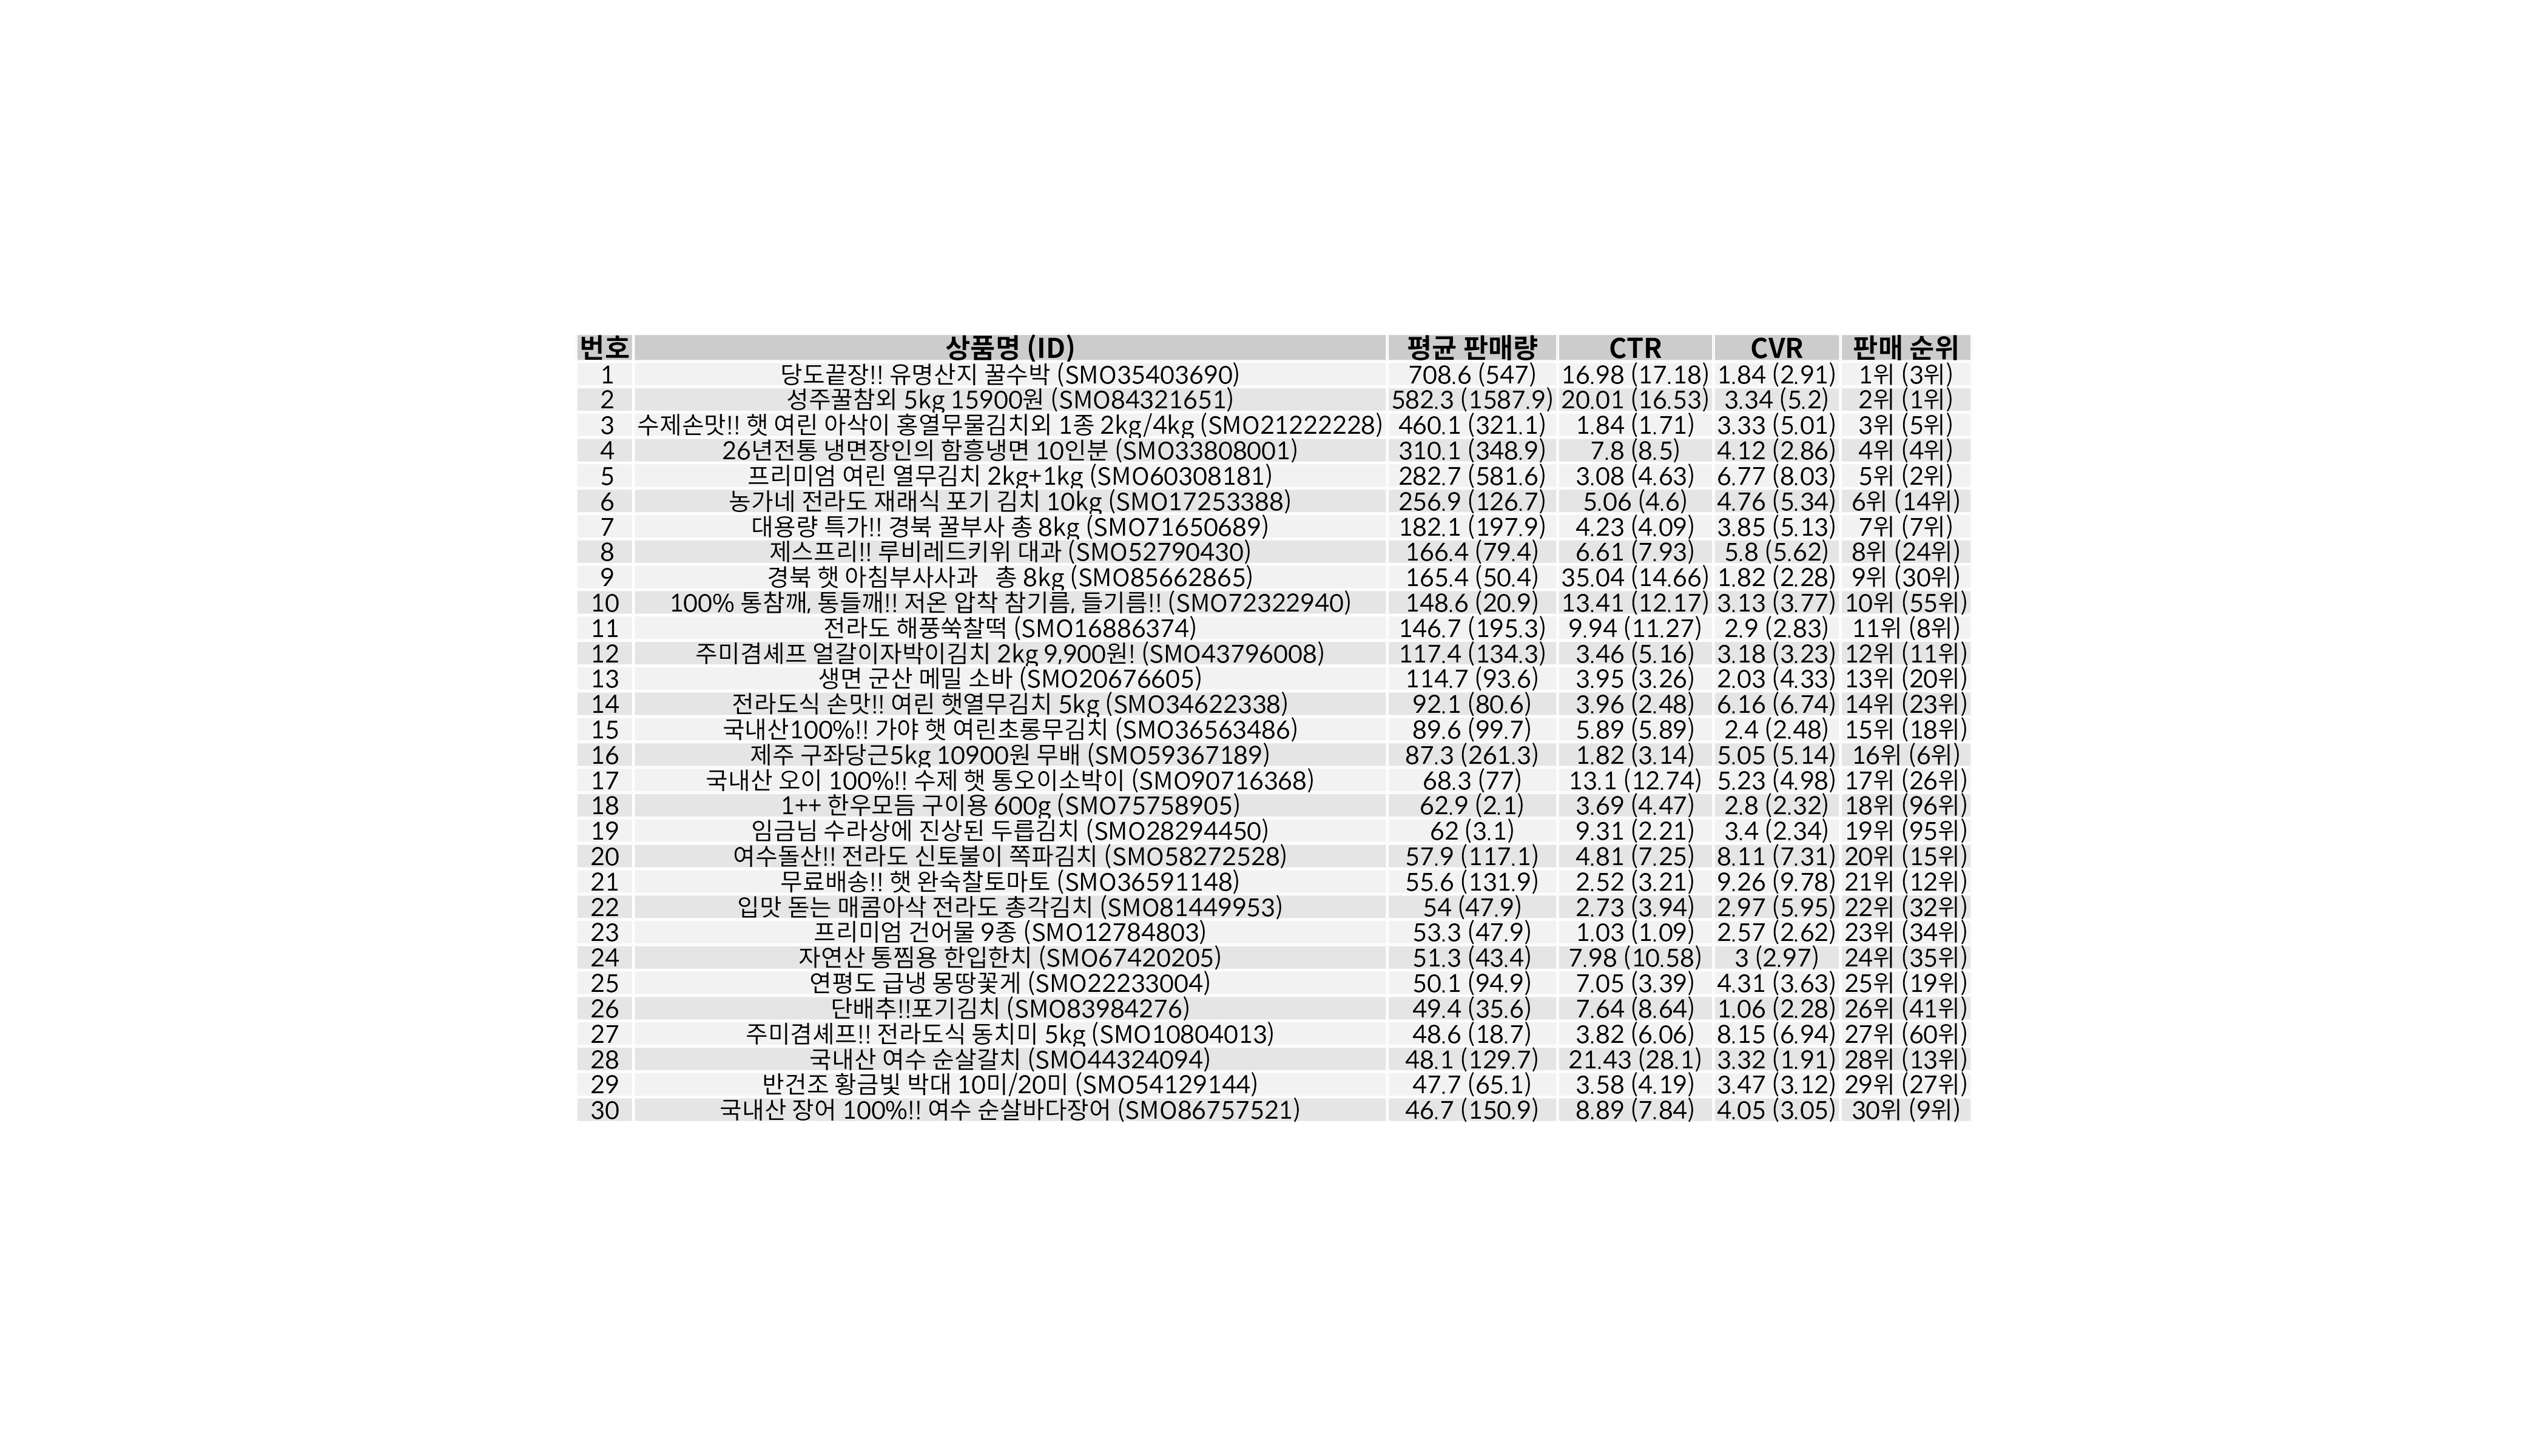 번호 상품명 (ID) 평균 판매량 CTR CVR 판매 순위
1 당도끝장!! 유명산지 꿀수박 (SMO35403690) 708.6 (547) 16.98 (17.18) 1.84 (2.91) 1위 (3위)
2 성주꿀참외 5kg 15900원 (SMO84321651) 582.3 (1587.9) 20.01 (16.53) 3.34 (5.2) 2위 (1위)
3 수제손맛!! 햇 여린 아삭이 홍열무물김치외 1종 2kg/4kg (SMO21222228) 460.1 (321.1) 1.84 (1.71) 3.33 (5.01) 3위 (5위)
4 26년전통 냉면장인의 함흥냉면 10인분 (SMO33808001) 310.1 (348.9) 7.8 (8.5) 4.12 (2.86) 4위 (4위)
5 프리미엄 여린 열무김치 2kg+1kg (SMO60308181) 282.7 (581.6) 3.08 (4.63) 6.77 (8.03) 5위 (2위)
6 농가네 전라도 재래식 포기 김치 10kg (SMO17253388) 256.9 (126.7) 5.06 (4.6) 4.76 (5.34) 6위 (14위)
7 대용량 특가!! 경북 꿀부사 총 8kg (SMO71650689) 182.1 (197.9) 4.23 (4.09) 3.85 (5.13) 7위 (7위)
8 제스프리!! 루비레드키위 대과 (SMO52790430) 166.4 (79.4) 6.61 (7.93) 5.8 (5.62) 8위 (24위)
9 경북 햇 아침부사사과 총 8kg (SMO85662865) 165.4 (50.4) 35.04 (14.66) 1.82 (2.28) 9위 (30위)
10 100% 통참깨, 통들깨!! 저온 압착 참기름, 들기름!! (SMO72322940) 148.6 (20.9) 13.41 (12.17) 3.13 (3.77) 10위 (55위)
11 전라도 해풍쑥찰떡 (SMO16886374) 146.7 (195.3) 9.94 (11.27) 2.9 (2.83) 11위 (8위)
12 주미겸셰프 얼갈이자박이김치 2kg 9,900원! (SMO43796008) 117.4 (134.3) 3.46 (5.16) 3.18 (3.23) 12위 (11위)
13 생면 군산 메밀 소바 (SMO20676605) 114.7 (93.6) 3.95 (3.26) 2.03 (4.33) 13위 (20위)
14 전라도식 손맛!! 여린 햇열무김치 5kg (SMO34622338) 92.1 (80.6) 3.96 (2.48) 6.16 (6.74) 14위 (23위)
15 국내산100%!! 가야 햇 여린초롱무김치 (SMO36563486) 89.6 (99.7) 5.89 (5.89) 2.4 (2.48) 15위 (18위)
16 제주 구좌당근5kg 10900원 무배 (SMO59367189) 87.3 (261.3) 1.82 (3.14) 5.05 (5.14) 16위 (6위)
17 국내산 오이 100%!! 수제 햇 통오이소박이 (SMO90716368) 68.3 (77) 13.1 (12.74) 5.23 (4.98) 17위 (26위)
18 1++ 한우모듬 구이용 600g (SMO75758905) 62.9 (2.1) 3.69 (4.47) 2.8 (2.32) 18위 (96위)
19 임금님 수라상에 진상된 두릅김치 (SMO28294450) 62 (3.1) 9.31 (2.21) 3.4 (2.34) 19위 (95위)
20 여수돌산!! 전라도 신토불이 쪽파김치 (SMO58272528) 57.9 (117.1) 4.81 (7.25) 8.11 (7.31) 20위 (15위)
21 무료배송!! 햇 완숙찰토마토 (SMO36591148) 55.6 (131.9) 2.52 (3.21) 9.26 (9.78) 21위 (12위)
22 입맛 돋는 매콤아삭 전라도 총각김치 (SMO81449953) 54 (47.9) 2.73 (3.94) 2.97 (5.95) 22위 (32위)
23 프리미엄 건어물 9종 (SMO12784803) 53.3 (47.9) 1.03 (1.09) 2.57 (2.62) 23위 (34위)
24 자연산 통찜용 한입한치 (SMO67420205) 51.3 (43.4) 7.98 (10.58) 3 (2.97) 24위 (35위)
25 연평도 급냉 몽땅꽃게 (SMO22233004) 50.1 (94.9) 7.05 (3.39) 4.31 (3.63) 25위 (19위)
26 단배추!!포기김치 (SMO83984276) 49.4 (35.6) 7.64 (8.64) 1.06 (2.28) 26위 (41위)
27 주미겸셰프!! 전라도식 동치미 5kg (SMO10804013) 48.6 (18.7) 3.82 (6.06) 8.15 (6.94) 27위 (60위)
28 국내산 여수 순살갈치 (SMO44324094) 48.1 (129.7) 21.43 (28.1) 3.32 (1.91) 28위 (13위)
29 반건조 황금빛 박대 10미/20미 (SMO54129144) 47.7 (65.1) 3.58 (4.19) 3.47 (3.12) 29위 (27위)
30 국내산 장어 100%!! 여수 순살바다장어 (SMO86757521) 46.7 (150.9) 8.89 (7.84) 4.05 (3.05) 30위 (9위)